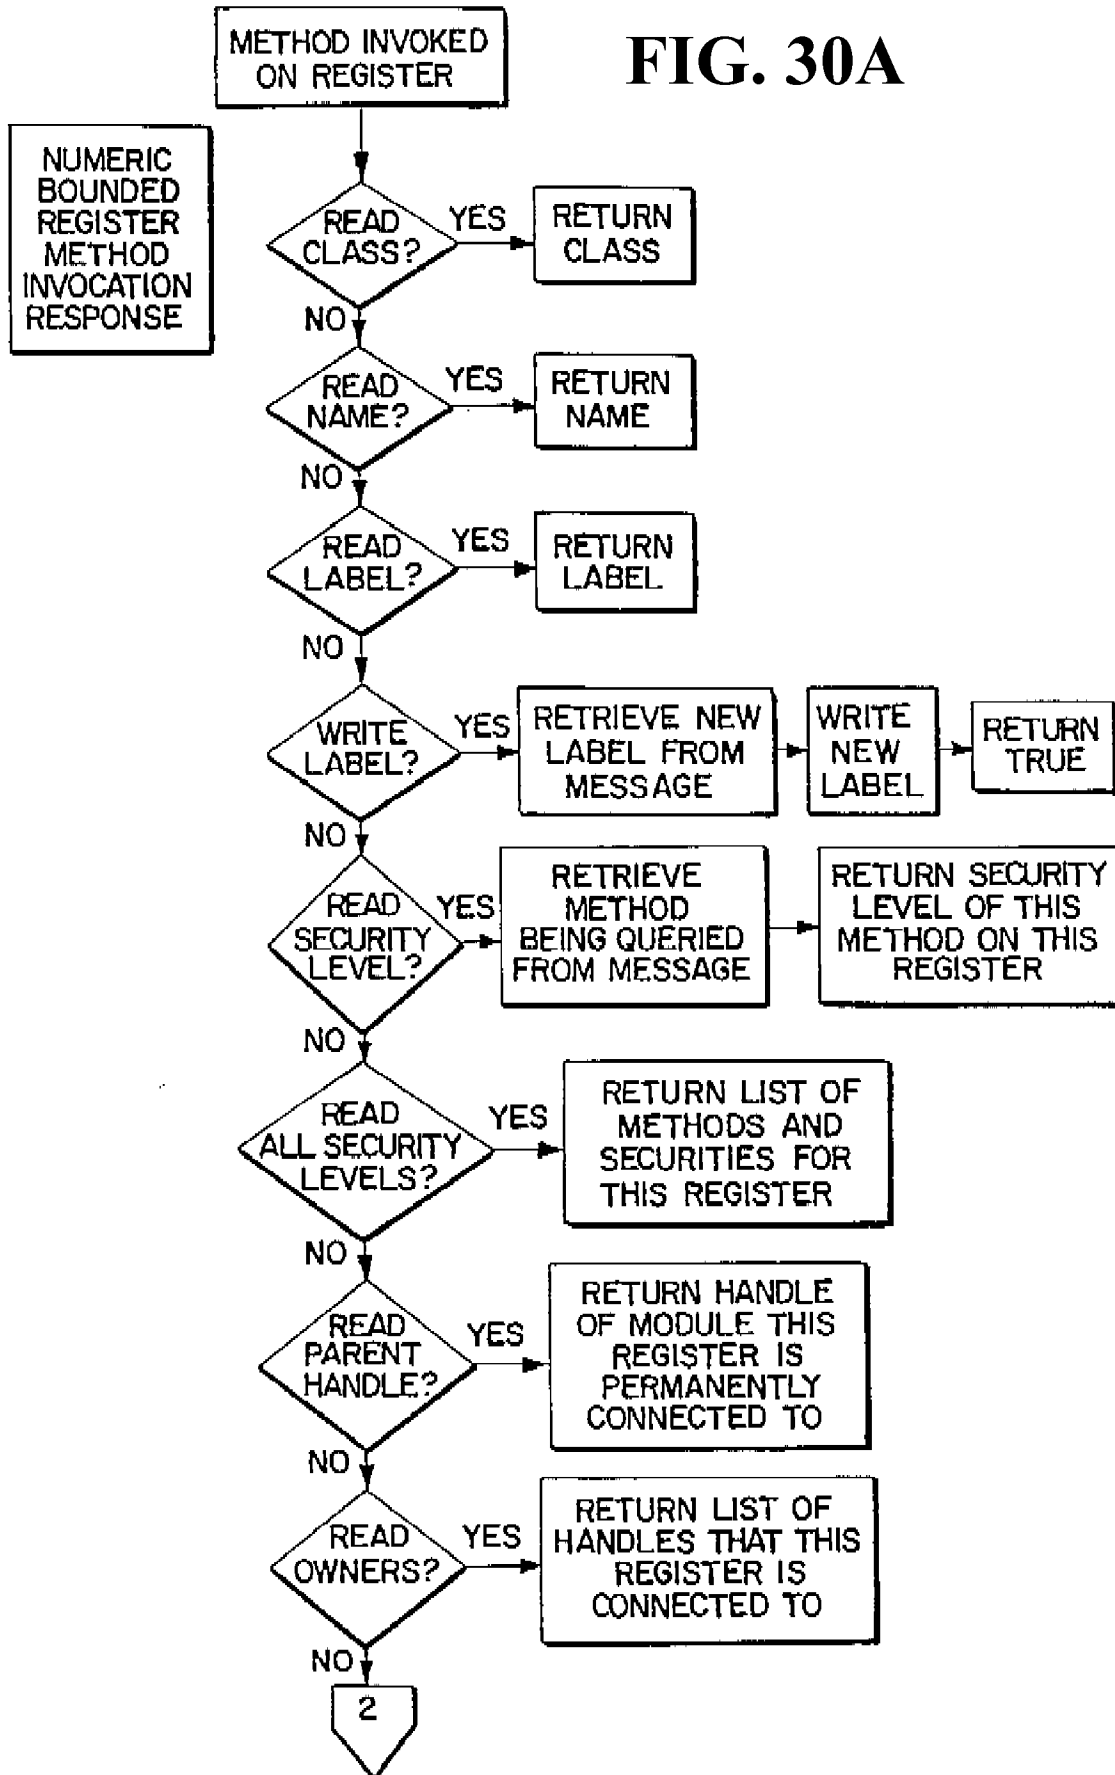 METHOD INVOKED
ON REGISTER
FIG. 30A
NUMERIC
BOUNDED
REGISTER
METHOD
INVOCATION
RESPONSE
READ
CLASS?
YES
RETURN
CLASS
NO
READ
NAME?
YES
RETURN
NAME
NO
READ
LABEL?
YES
RETURN
LABEL
NO
WRITE
LABEL?
YES
RETRIEVE NEW
LABEL FROM
MESSAGE
WRITE
NEW
LABEL
RETURN
TRUE
NO
READ
SECURITY
LEVEL?
YES
RETRIEVE
METHOD
BEING QUERIED
FROM MESSAGE
RETURN SECURITY
LEVEL OF THIS
METHOD ON THIS
REGISTER
NO
READ
ALL SECURITY
LEVELS?
YES
RETURN LIST OF
METHODS AND
SECURITIES FOR
THIS REGISTER
NO
READ
PARENT
HANDLE?
YES
RETURN HANDLE
OF MODULE THIS
REGISTER IS
PERMANENTLY
CONNECTED TO
NO
READ
OWNERS?
YES
RETURN LIST OF
HANDLES THAT THIS
REGISTER IS
CONNECTED TO
NO
2